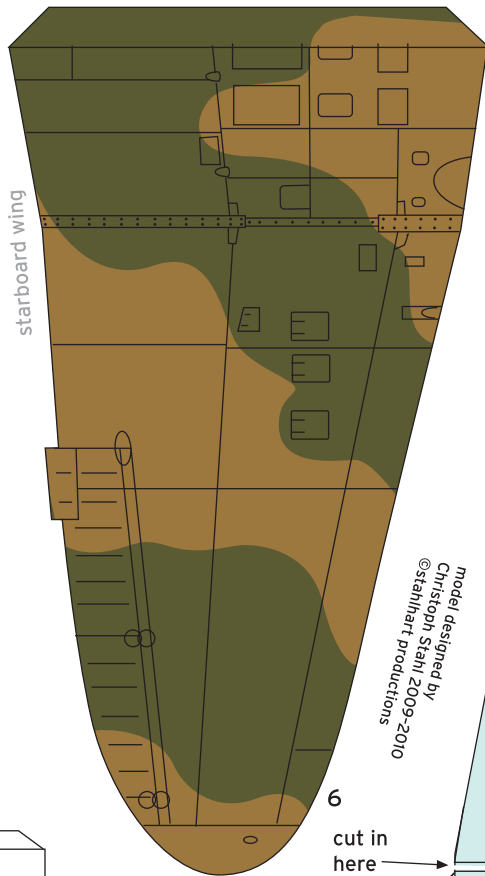 starboard wing
model designed by
Christoph Stahl 2009-2010
©stahlhart productions
6
cut in
here